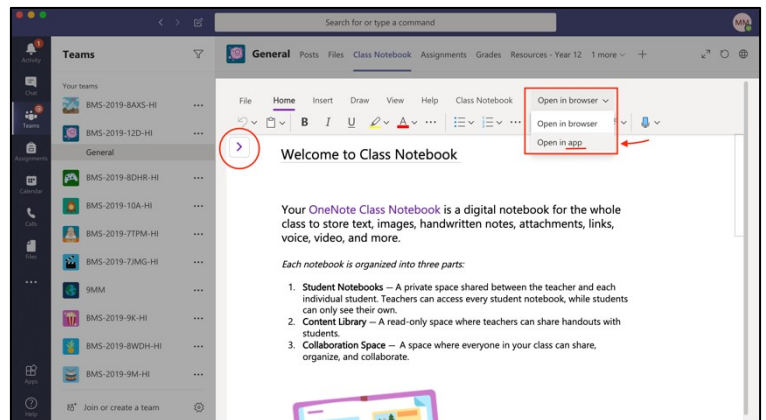 Search for or type a command
MM
Activity
Chat
Teams
Assignments
Calendar
Calls
Files
Apps
Help
Teams
Your teams
BMS-2019-8AXS-HI
BMS-2019-12D-HI
General
BMS-2019-8DHR-HI
BMS-2019-10A-HI
BMS-2019-7TPM-HI
BMS-2019-7JMG-HI
9MM
BMS-2019-9K-HI
BMS-2019-8WDH-HI
BMS-2019-9M-HI
Join or create a team
General Posts Files Class Notebook Assignments Grades Resources - Year 12 1 more
File Home Insert Draw View Help Class Notebook Open in browser
B I U A
Open in browser
Open in app
Welcome to Class Notebook
Your OneNote Class Notebook is a digital notebook for the whole
class to store text, images, handwritten notes, attachments, links,
voice, video, and more.
Each notebook is organized into three parts:
1. Student Notebooks — A private space shared between the teacher and each
individual student. Teachers can access every student notebook, while students
can only see their own.
2. Content Library — A read-only space where teachers can share handouts with
students.
3. Collaboration Space — A space where everyone in your class can share,
organize, and collaborate.